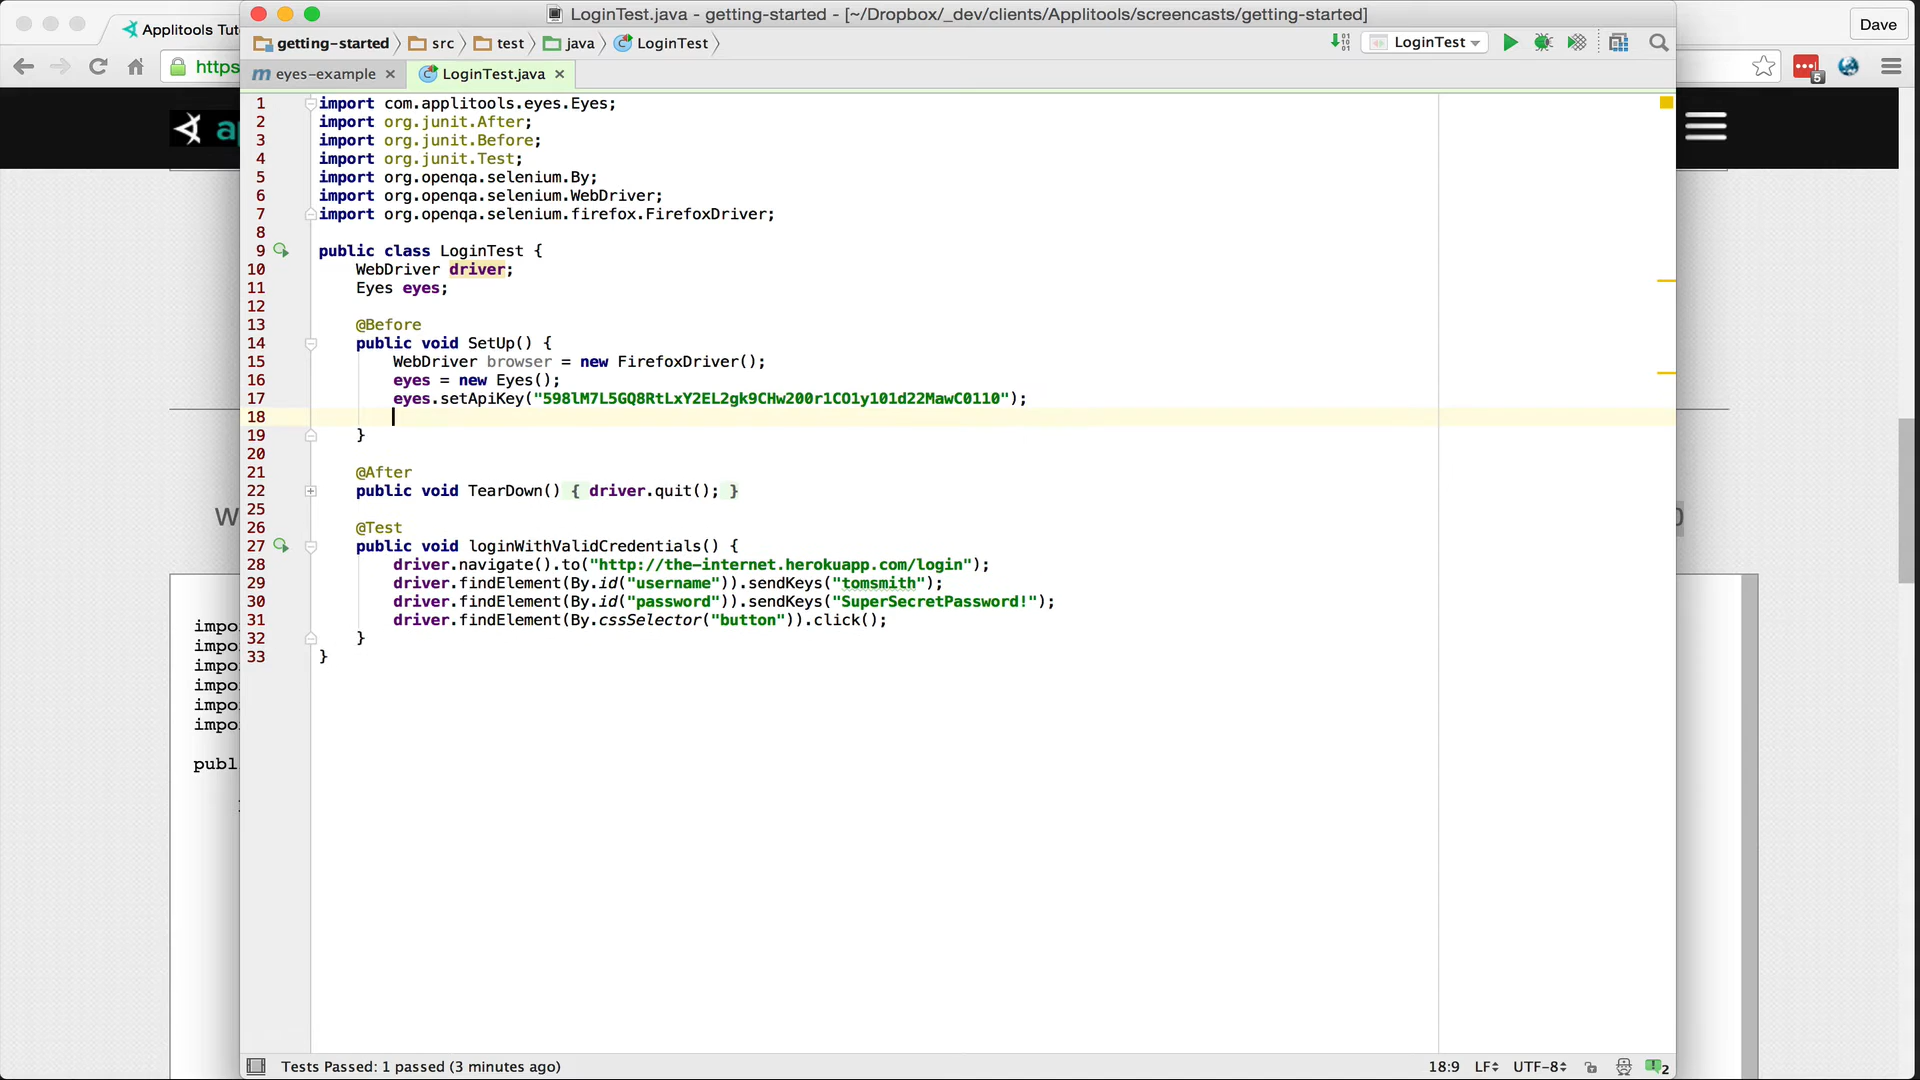 LoginTest.java - getting-started - [~/Dropbox/_dev/clients/Applitools/screencasts/getting-started]
Applitools Tut
Dave
getting-started src test java LoginTest
LoginTest
https
5
m eyes-example
LoginTest.java
1 import com.applitools.eyes.Eyes;
2 import org.junit.After;
3 import org.junit.Before;
4 import org.junit.Test;
5 import org.openqa.selenium.By;
6 import org.openqa.selenium.WebDriver;
7 import org.openqa.selenium.firefox.FirefoxDriver;
8
9 public class LoginTest {
10 WebDriver driver;
11 Eyes eyes;
12
13 @Before
14 public void SetUp() {
15 WebDriver browser = new FirefoxDriver();
16 eyes = new Eyes();
17 eyes.setApiKey("598lM7L5GQ8RtLxY2EL2gk9CHw200r1CO1y101d22MawC0110");
18
19 }
20
21 @After
22 public void TearDown() { driver.quit(); }
25
26 @Test
27 public void loginWithValidCredentials() {
28 driver.navigate().to("http://the-internet.herokuapp.com/login");
29 driver.findElement(By.id("username")).sendKeys("tomsmith");
30 driver.findElement(By.id("password")).sendKeys("SuperSecretPassword!");
31 driver.findElement(By.cssSelector("button")).click();
32 }
33 }
impo
impo
impo
impo
impo
impo
publ
Tests Passed: 1 passed (3 minutes ago)
18:9 LF UTF-8 2